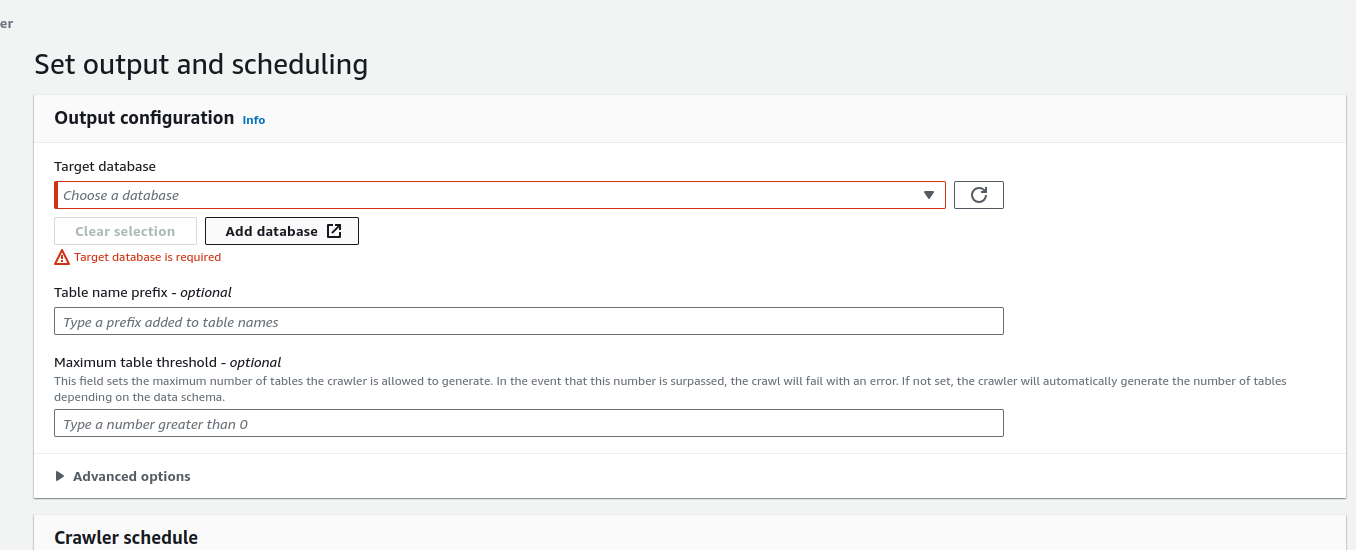 er
Set output and scheduling
Output configuration Info
Target database
Choose a database
Clear selection Add database
Target database is required
Table name prefix - optional
Type a prefix added to table names
Maximum table threshold - optional
This field sets the maximum number of tables the crawler is allowed to generate. In the event that this number is surpassed, the crawl will fail with an error. If not set, the crawler will automatically generate the number of tables
depending on the data schema.
Type a number greater than 0
Advanced options
Crawler schedule